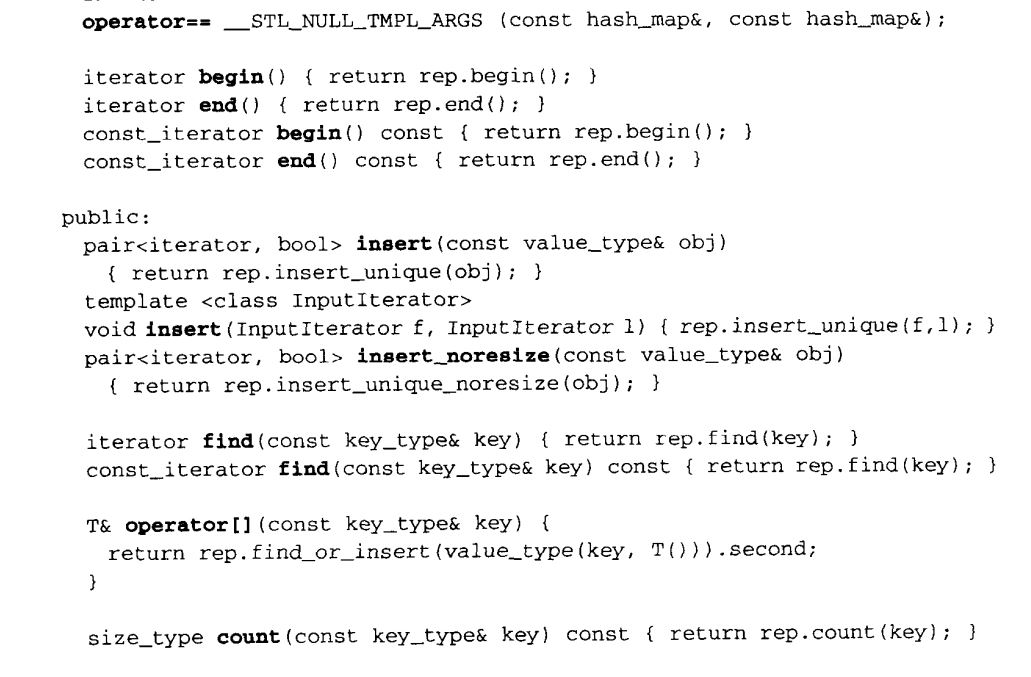 operator== __STL_NULL_TMPL_ARGS (const hash_map&, const hash_map&);
iterator begin() { return rep.begin(); }
iterator end() { return rep.end(); }
const_iterator begin() const { return rep.begin(); }
const_iterator end() const { return rep.end(); }
public:
pair<iterator, bool> insert(const value_type& obj)
{ return rep.insert_unique(obj); }
template <class InputIterator>
void insert(InputIterator f, InputIterator l) { rep.insert_unique(f,l); }
pair<iterator, bool> insert_noresize(const value_type& obj)
{ return rep.insert_unique_noresize(obj); }
iterator find(const key_type& key) { return rep.find(key); }
const_iterator find(const key_type& key) const { return rep.find(key); }
T& operator[](const key_type& key) {
return rep.find_or_insert(value_type(key, T())).second;
}
size_type count(const key_type& key) const { return rep.count(key); }